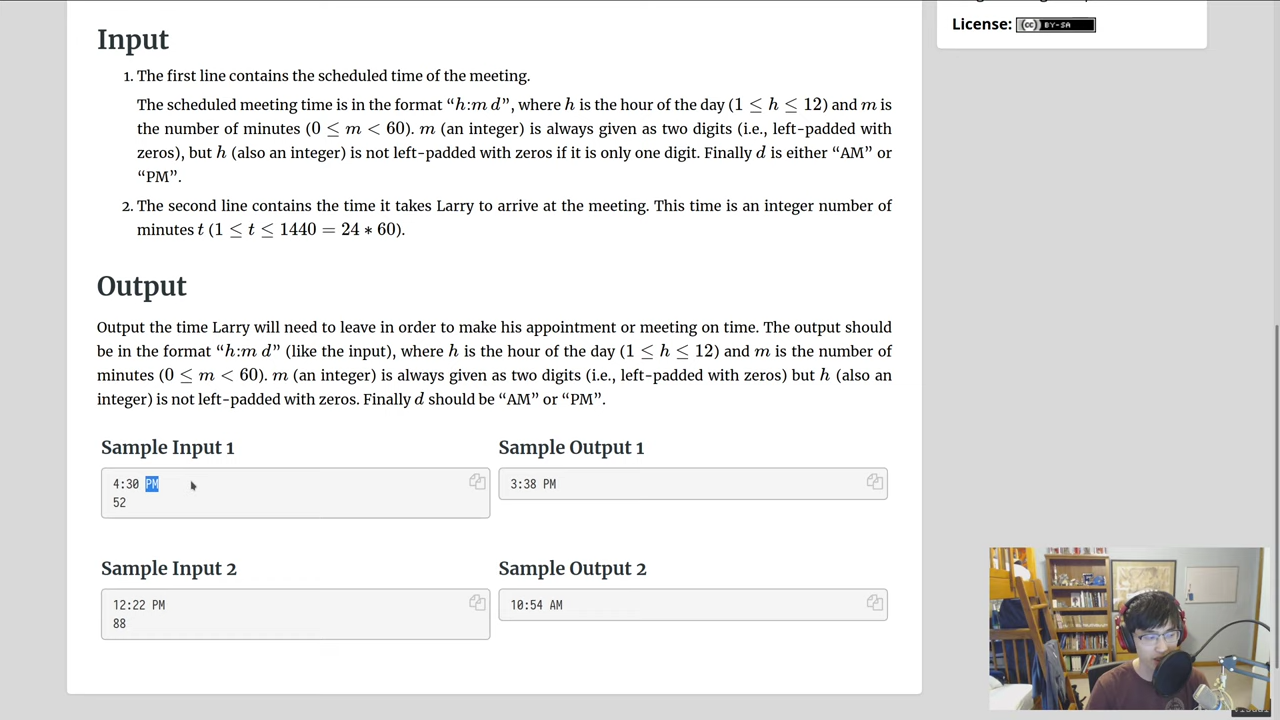 License: (cc) BY-SA
Input
1. The first line contains the scheduled time of the meeting.
The scheduled meeting time is in the format “h:m d”, where h is the hour of the day (1 ≤ h ≤ 12) and m is
the number of minutes (0 ≤ m < 60). m (an integer) is always given as two digits (i.e., left-padded with
zeros), but h (also an integer) is not left-padded with zeros if it is only one digit. Finally d is either “AM” or
“PM”.
2. The second line contains the time it takes Larry to arrive at the meeting. This time is an integer number of
minutes t (1 ≤ t ≤ 1440 = 24 ∗ 60).
Output
Output the time Larry will need to leave in order to make his appointment or meeting on time. The output should
be in the format “h:m d” (like the input), where h is the hour of the day (1 ≤ h ≤ 12) and m is the number of
minutes (0 ≤ m < 60). m (an integer) is always given as two digits (i.e., left-padded with zeros) but h (also an
integer) is not left-padded with zeros. Finally d should be “AM” or “PM”.
Sample Input 1
4:30 PM
52
Sample Output 1
3:38 PM
Sample Input 2
12:22 PM
88
Sample Output 2
10:54 AM